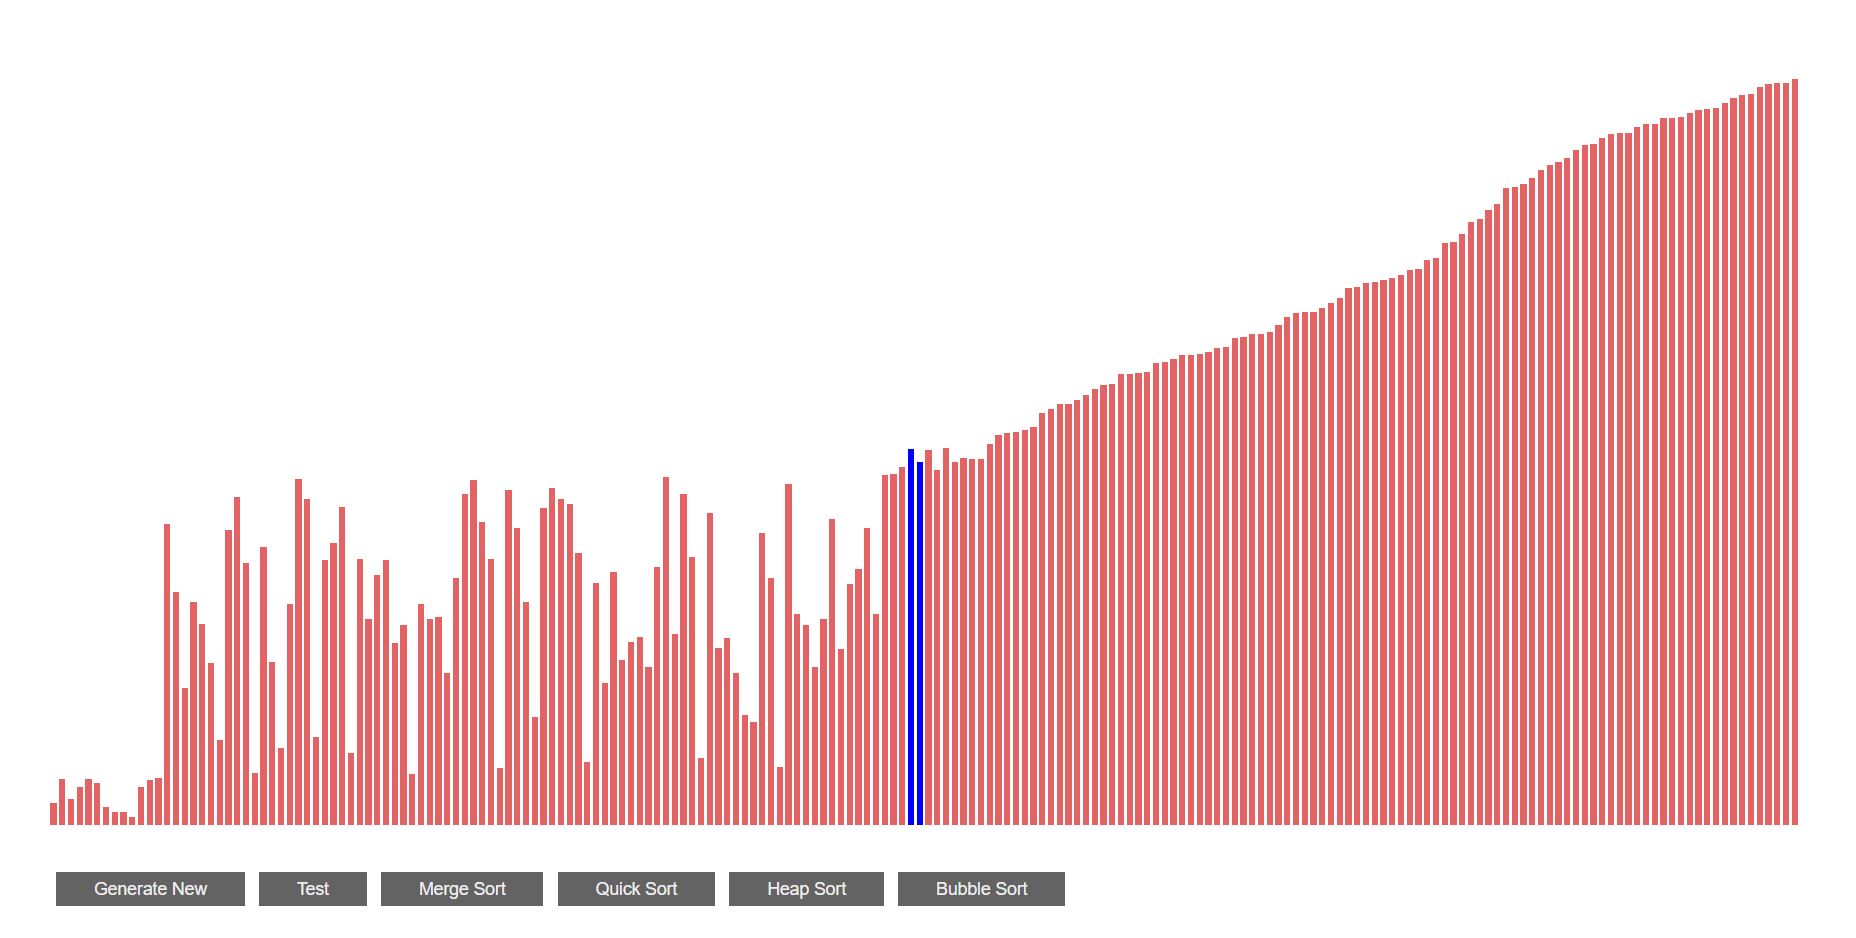 Generate New
Test
Merge Sort
Quick Sort
Heap Sort
Bubble Sort